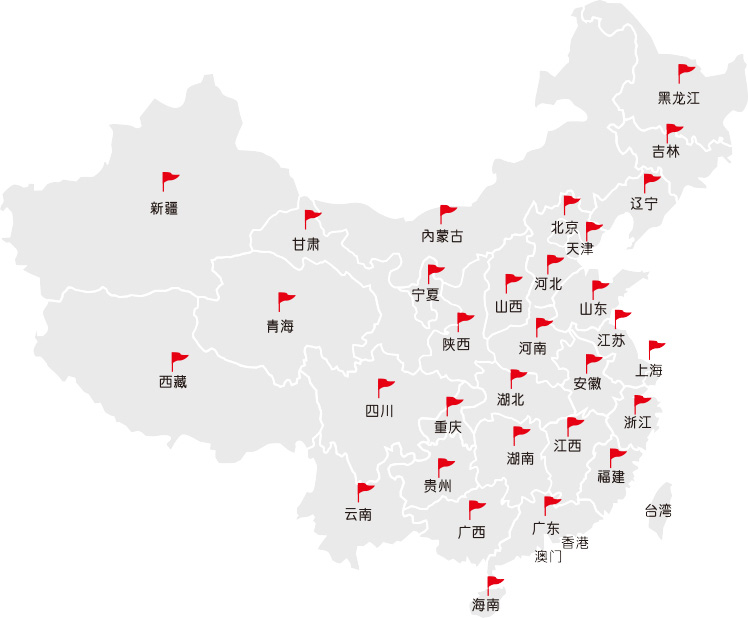 黑龙江
吉林
辽宁
新疆
北京
內蒙古
甘肃
天津
河北
宁夏
山西
山东
青海
江苏
陕西
河南
上海
西藏
安徽
湖北
四川
浙江
重庆
江西
湖南
福建
贵州
台湾
云南
广东
广西
香港
澳门
海南